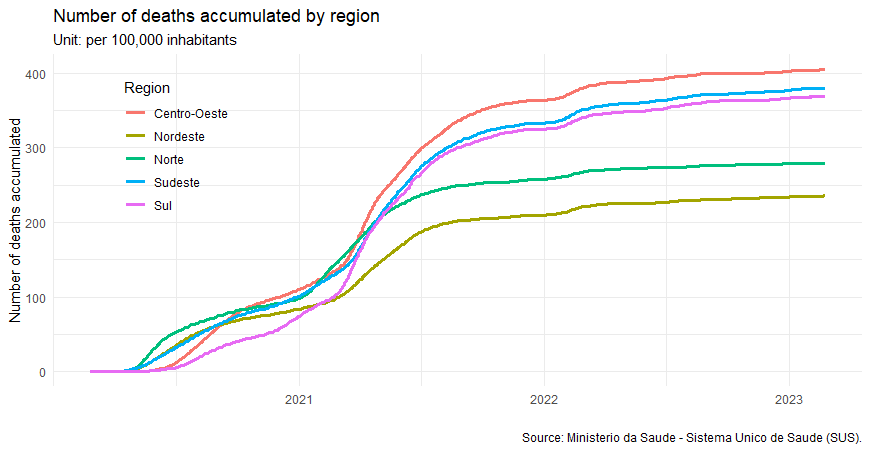 Number of deaths accumulated by region
Unit: per 100,000 inhabitants
Number of deaths accumulated
400
300
200
100
0
Region
Centro-Oeste
Nordeste
Norte
Sudeste
Sul
2021
2022
2023
Source: Ministerio da Saude - Sistema Unico de Saude (SUS).